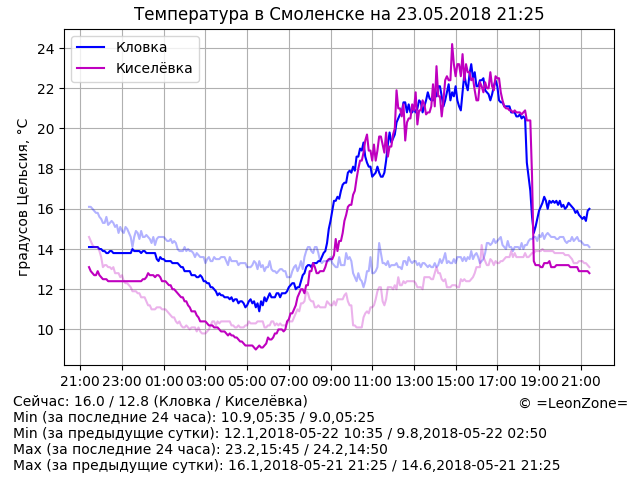 Температура в Смоленске на 23.05.2018 21:25
Кловка
Киселёвка
градусов Цельсия, °C
24
22
20
18
16
14
12
10
21:00 23:00 01:00 03:00 05:00 07:00 09:00 11:00 13:00 15:00 17:00 19:00 21:00
Сейчас: 16.0 / 12.8 (Кловка / Киселёвка)
© =LeonZone=
Min (за последние 24 часа): 10.9,05:35 / 9.0,05:25
Min (за предыдущие сутки): 12.1,2018-05-22 10:35 / 9.8,2018-05-22 02:50
Max (за последние 24 часа): 23.2,15:45 / 24.2,14:50
Max (за предыдущие сутки): 16.1,2018-05-21 21:25 / 14.6,2018-05-21 21:25